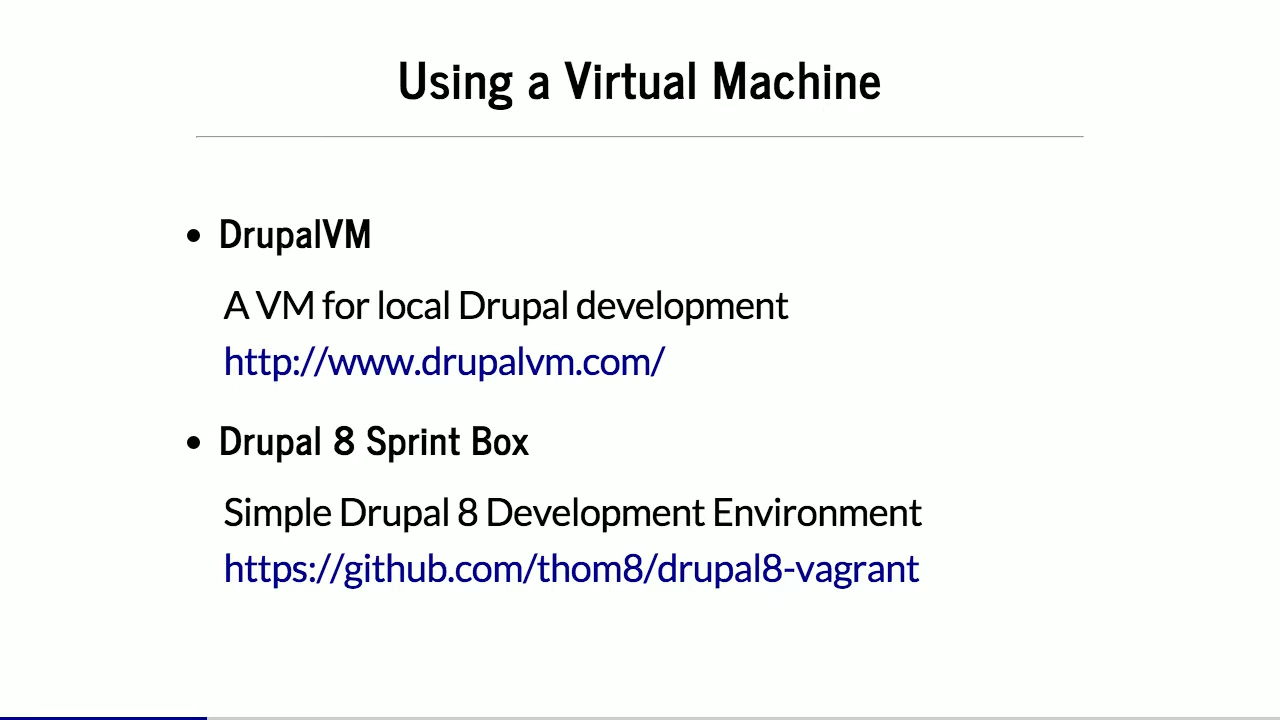 Using a Virtual Machine
• DrupalVM
A VM for local Drupal development
http://www.drupalvm.com/
• Drupal 8 Sprint Box
Simple Drupal 8 Development Environment
https://github.com/thom8/drupal8-vagrant